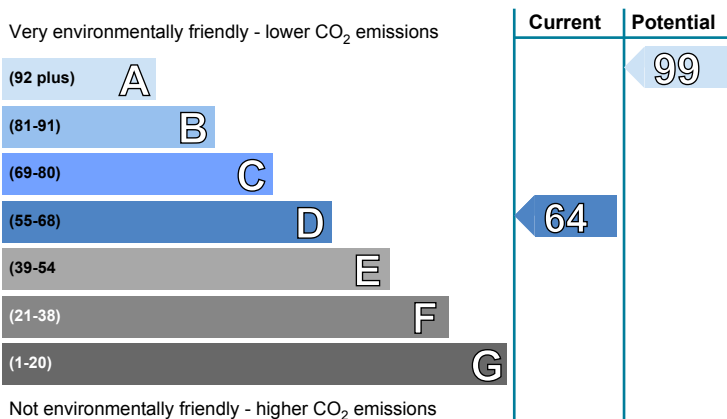 Current Potential
Very environmentally friendly - lower CO2 emissions
(92 plus) A 99
(81-91) B
(69-80) C
(55-68) D 64
(39-54 E
(21-38) F
(1-20) G
Not environmentally friendly - higher CO2 emissions